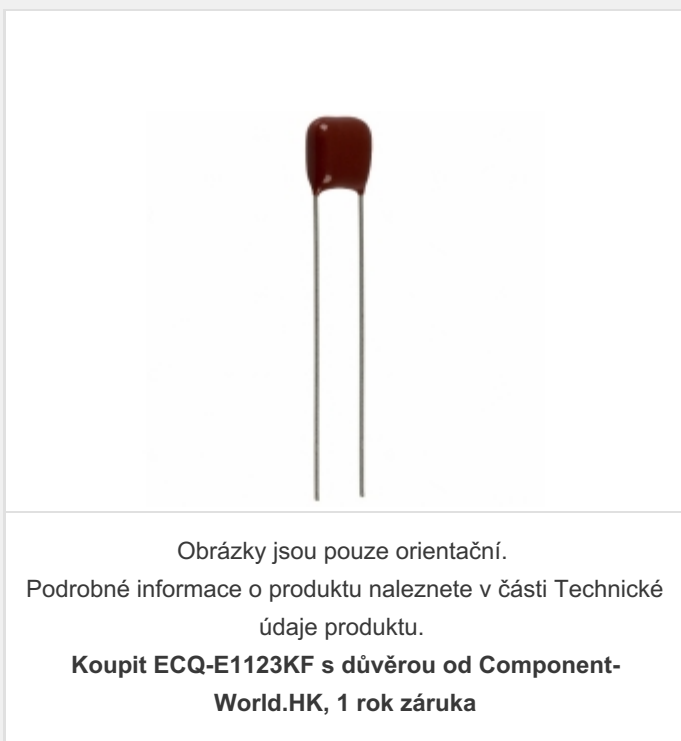 Obrázky jsou pouze orientační.
Podrobné informace o produktu naleznete v části Technické
údaje produktu.
Koupit ECQ-E1123KF s důvěrou od Component-
World.HK, 1 rok záruka